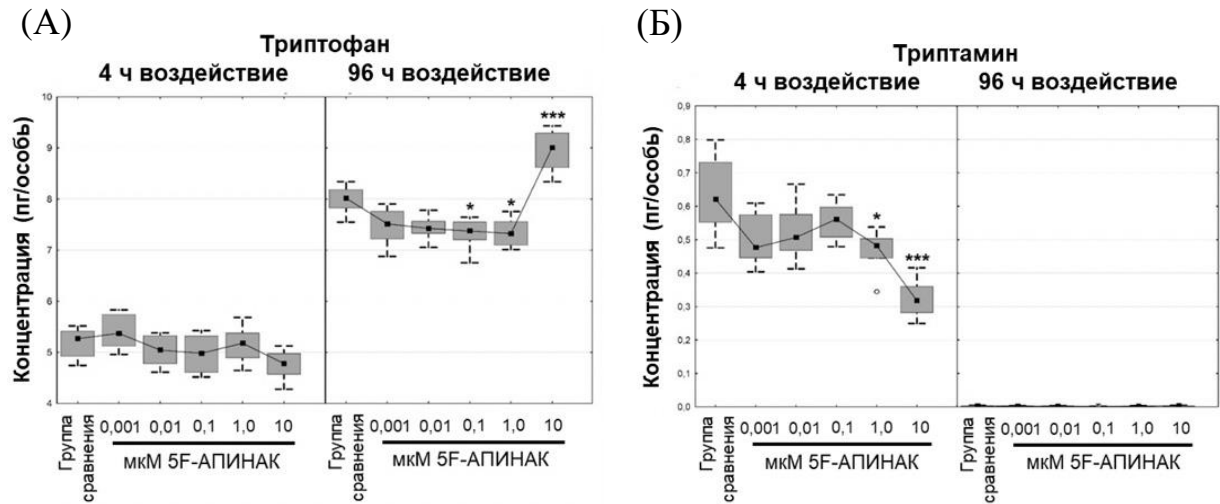 (А)
Триптофан
4 ч воздействие 96 ч воздействие
Концентрация (пг/особь)
10
9
8
7
6
5
4
* * ***
Группа сравнения 0,001 0,01 0,1 1,0 10
Группа сравнения 0,001 0,01 0,1 1,0 10
мкМ 5F-АПИНАК мкМ 5F-АПИНАК
(Б)
Триптамин
4 ч воздействие 96 ч воздействие
Концентрация (пг/особь)
0,9
0,8
0,7
0,6
0,5
0,4
0,3
0,2
0,1
0,0
* ***
Группа сравнения 0,001 0,01 0,1 1,0 10
Группа сравнения 0,001 0,01 0,1 1,0 10
мкМ 5F-АПИНАК мкМ 5F-АПИНАК